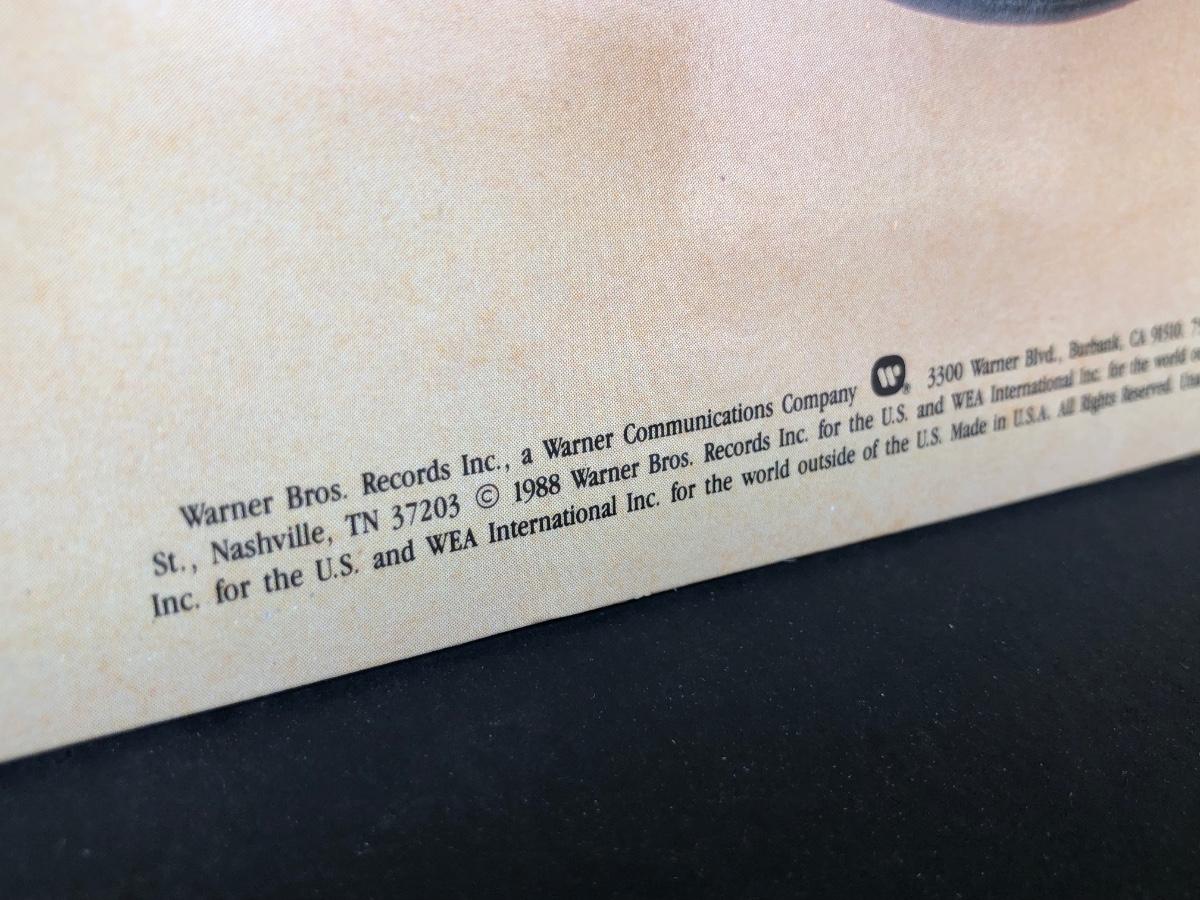 Warner Bros. Records Inc., a Warner Communications Company W ® 3300 Warner Blvd., Burbank, CA 91510. 75
St., Nashville, TN 37203 © 1988 Warner Bros. Records Inc. for the U.S. and WEA International Inc. for the world
Inc. for the U.S. and WEA International Inc. for the world outside of the U.S. Made in U.S.A. All Rights Reserved.